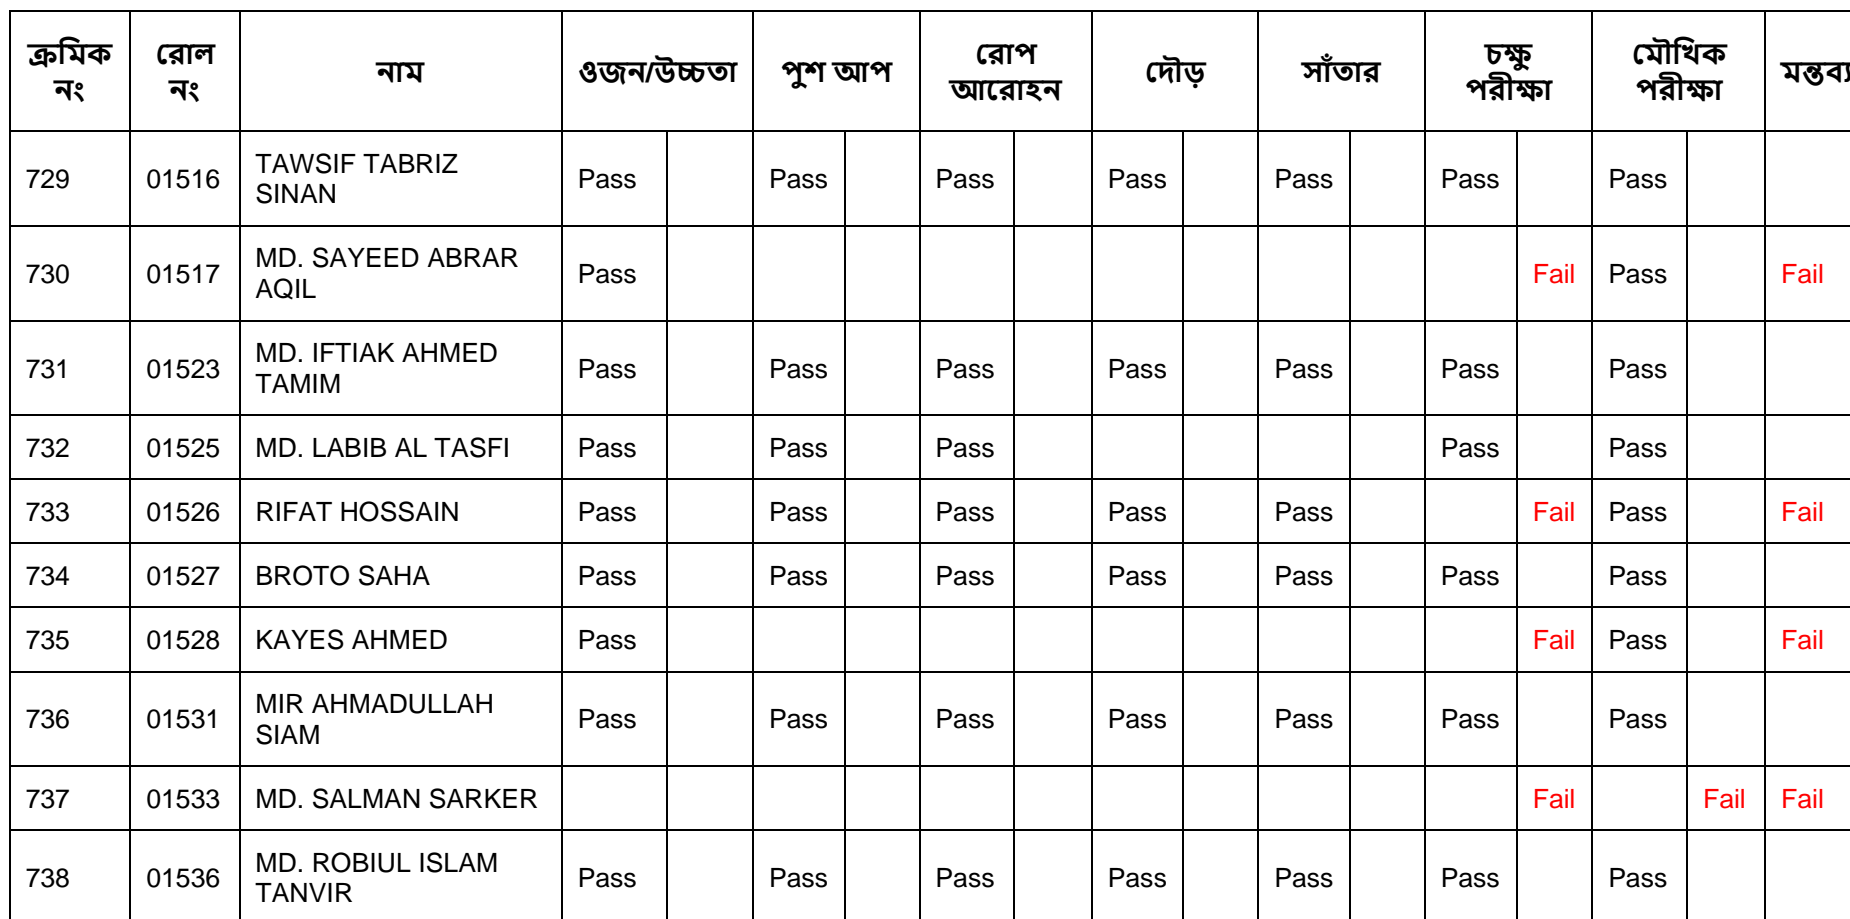 ক্রমিক নং রোল নং নাম ওজন/উচ্চতা পুশ আপ রোপ আরোহন দৌড় সাঁতার চক্ষু পরীক্ষা মৌখিক পরীক্ষা মন্তব্য
729 01516 TAWSIF TABRIZ SINAN Pass Pass Pass Pass Pass Pass Pass
730 01517 MD. SAYEED ABRAR AQIL Pass Fail Pass Fail
731 01523 MD. IFTIAK AHMED TAMIM Pass Pass Pass Pass Pass Pass Pass
732 01525 MD. LABIB AL TASFI Pass Pass Pass Pass Pass
733 01526 RIFAT HOSSAIN Pass Pass Pass Pass Pass Fail Pass Fail
734 01527 BROTO SAHA Pass Pass Pass Pass Pass Pass Pass
735 01528 KAYES AHMED Pass Fail Pass Fail
736 01531 MIR AHMADULLAH SIAM Pass Pass Pass Pass Pass Pass Pass
737 01533 MD. SALMAN SARKER Fail Fail Fail
738 01536 MD. ROBIUL ISLAM TANVIR Pass Pass Pass Pass Pass Pass Pass